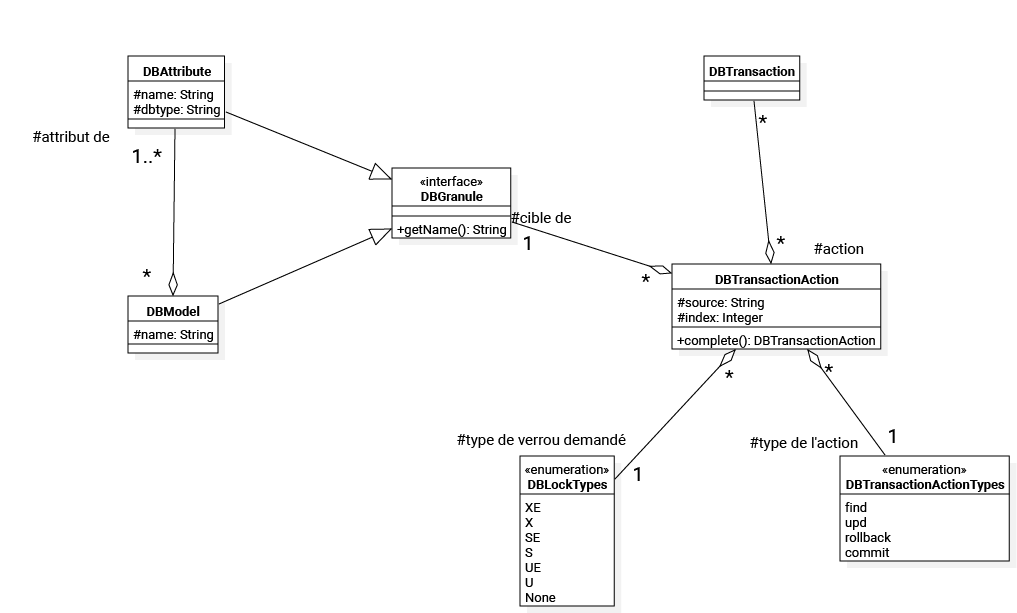 DBAttribute
#name: String
#dbtype: String
#attribut de
1..*
*
DBModel
#name: String
«interface»
DBGranule
+getName(): String
#cible de
1
*
DBTransaction
*
*
#action
DBTransactionAction
#source: String
#index: Integer
+complete(): DBTransactionAction
*
*
#type de verrou demandé
1
«enumeration»
DBLockTypes
XE
X
SE
S
UE
U
None
#type de l'action
1
«enumeration»
DBTransactionActionTypes
find
upd
rollback
commit